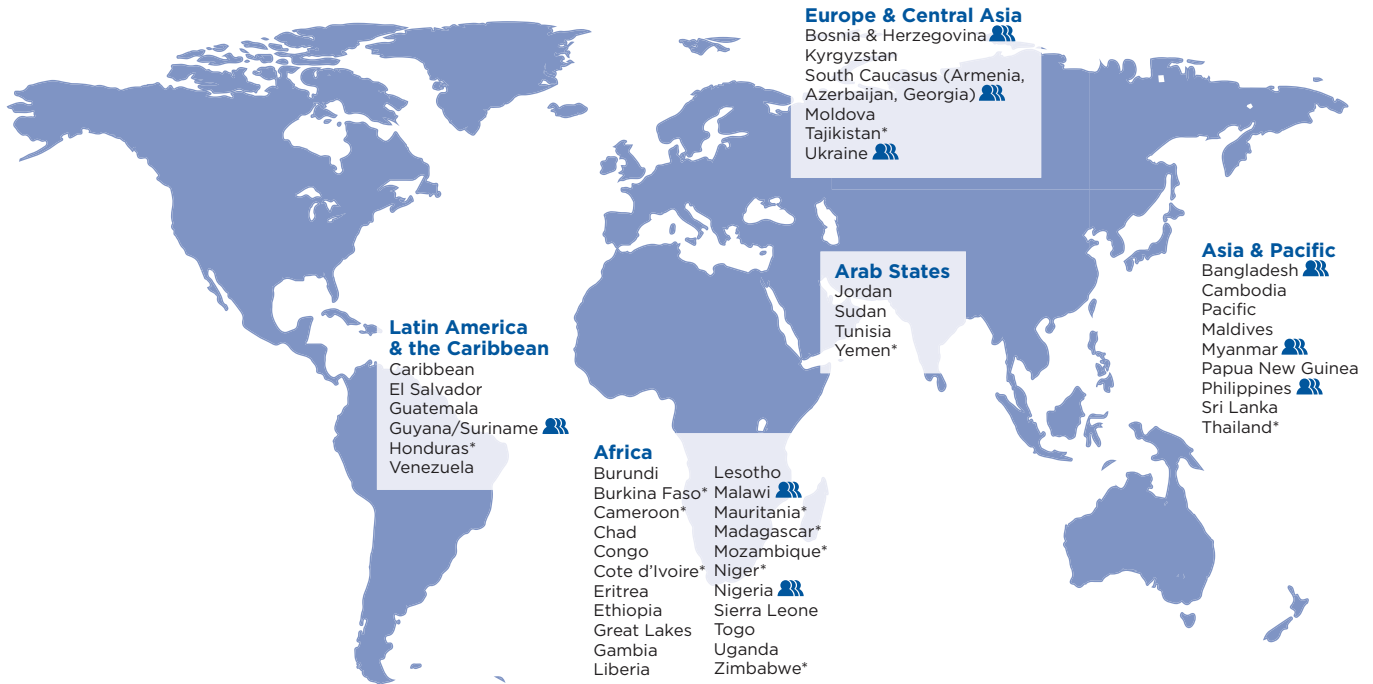 Europe & Central Asia
Bosnia & Herzegovina
Kyrgyzstan
South Caucasus (Armenia,
Azerbaijan, Georgia)
Moldova
Tajikistan*
Ukraine
Arab States
Jordan
Sudan
Tunisia
Yemen*
Asia & Pacific
Bangladesh
Cambodia
Pacific
Maldives
Myanmar
Papua New Guinea
Philippines
Sri Lanka
Thailand*
Latin America
& the Caribbean
Caribbean
El Salvador
Guatemala
Guyana/Suriname
Honduras*
Venezuela
Africa
Burundi
Burkina Faso*
Cameroon*
Chad
Congo
Cote d’Ivoire*
Eritrea
Ethiopia
Great Lakes
Gambia
Liberia
Lesotho
Malawi
Mauritania*
Madagascar*
Mozambique*
Niger*
Nigeria
Sierra Leone
Togo
Uganda
Zimbabwe*